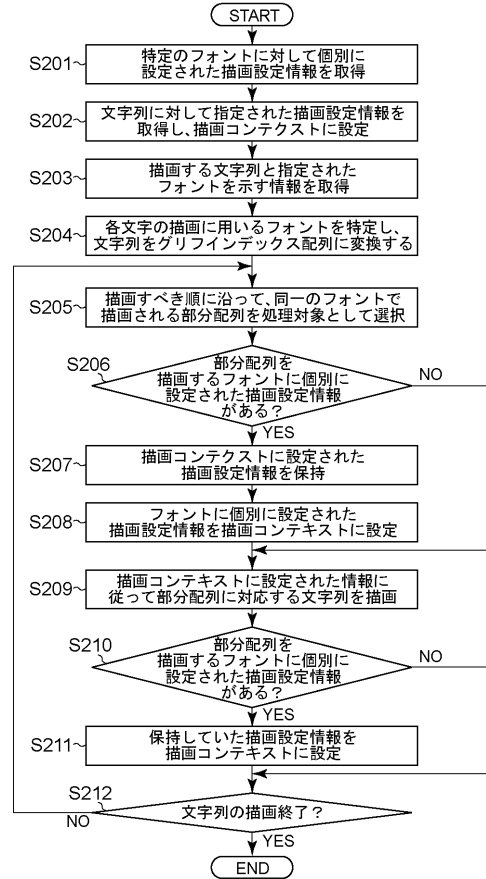 START
S201
特定のフォントに対して個別に
設定された描画設定情報を取得
S202
文字列に対して指定された描画設定情報を
取得し、描画コンテクストに設定
S203
描画する文字列と指定された
フォントを示す情報を取得
S204
各文字の描画に用いるフォントを特定し、
文字列をグリフインデックス配列に変換する
S205
描画すべき順に沿って、同一のフォントで
描画される部分配列を処理対象として選択
S206
部分配列を
描画するフォントに個別に
設定された描画設定情報
がある?
NO
YES
S207
描画コンテクストに設定された
描画設定情報を保持
S208
フォントに個別に設定された
描画設定情報を描画コンテキストに設定
S209
描画コンテキストに設定された情報に
従って部分配列に対応する文字列を描画
S210
部分配列を
描画するフォントに個別に
設定された描画設定情報
がある?
NO
YES
S211
保持していた描画設定情報を
描画コンテキストに設定
S212
文字列の描画終了?
NO
YES
END